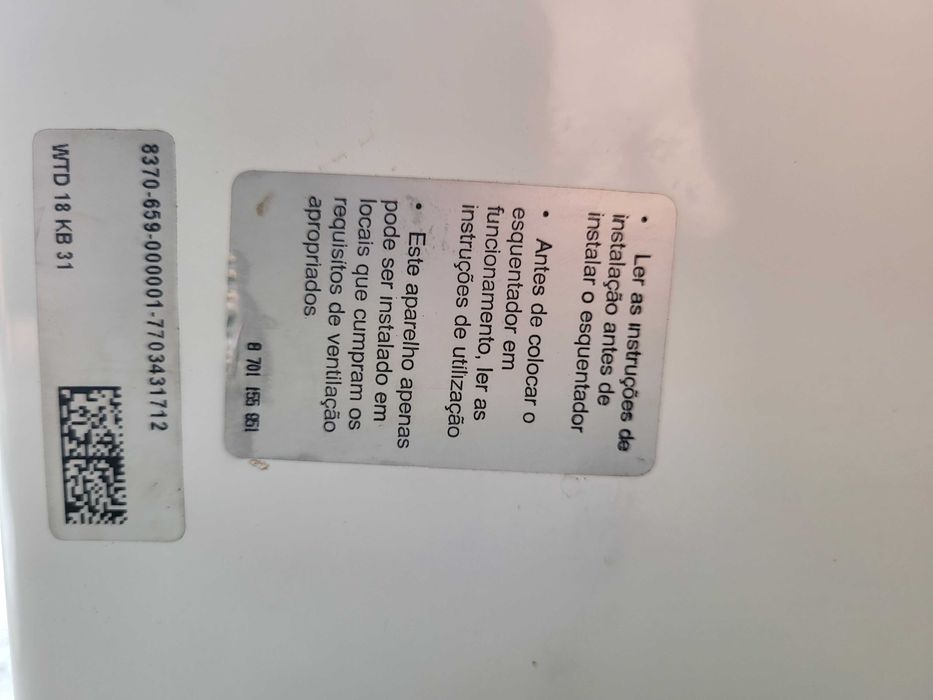 • Ler as instruções de
instalação antes de
instalar o esquentador
• Antes de colocar o
esquentador em
funcionamento, ler as
instruções de utilização
• Este aparelho apenas
pode ser instalado em
locais que cumpram os
requisitos de ventilação
apropriados.
8 701 155 951
8370-659-000001-7703431712
WTD 18 KB 31